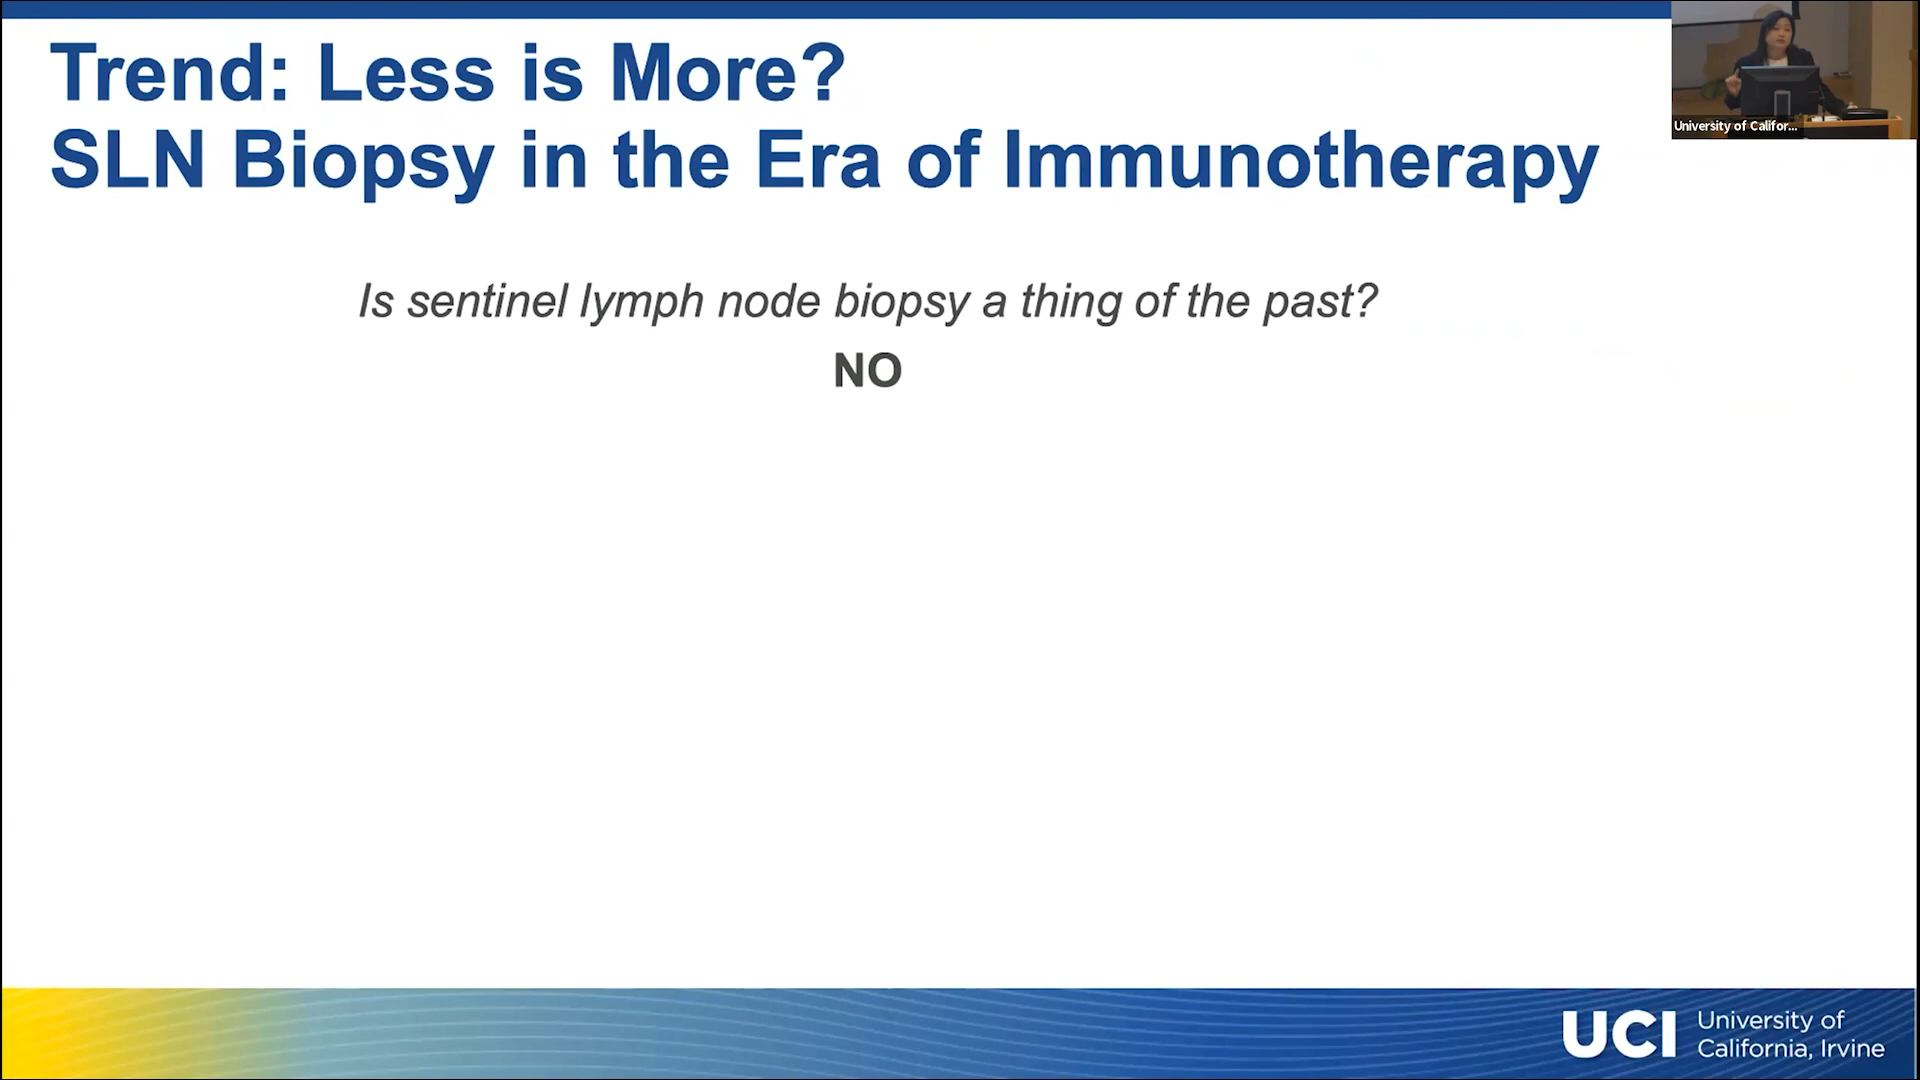 Trend: Less is More?
SLN Biopsy in the Era of Immunotherapy
University of Califor...
Is sentinel lymph node biopsy a thing of the past?
NO
UCI
University of
California, Irvine